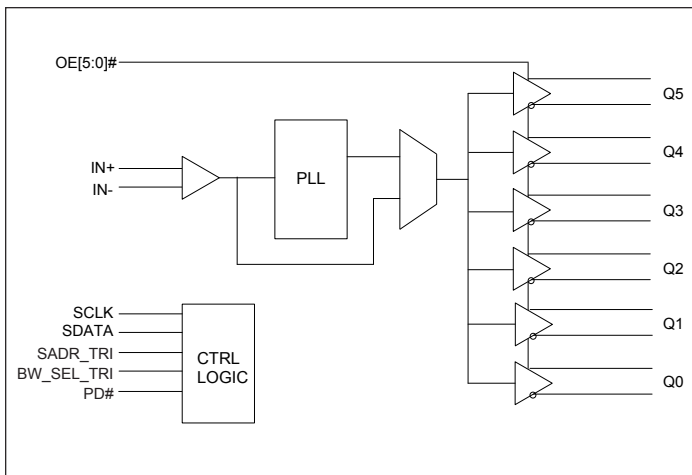 OE[5:0]#
Q5
Q4
IN+
IN-
PLL
Q3
Q2
SCLK
SDATA
SADR_TRI
BW_SEL_TRI
PD#
CTRL
LOGIC
Q1
Q0